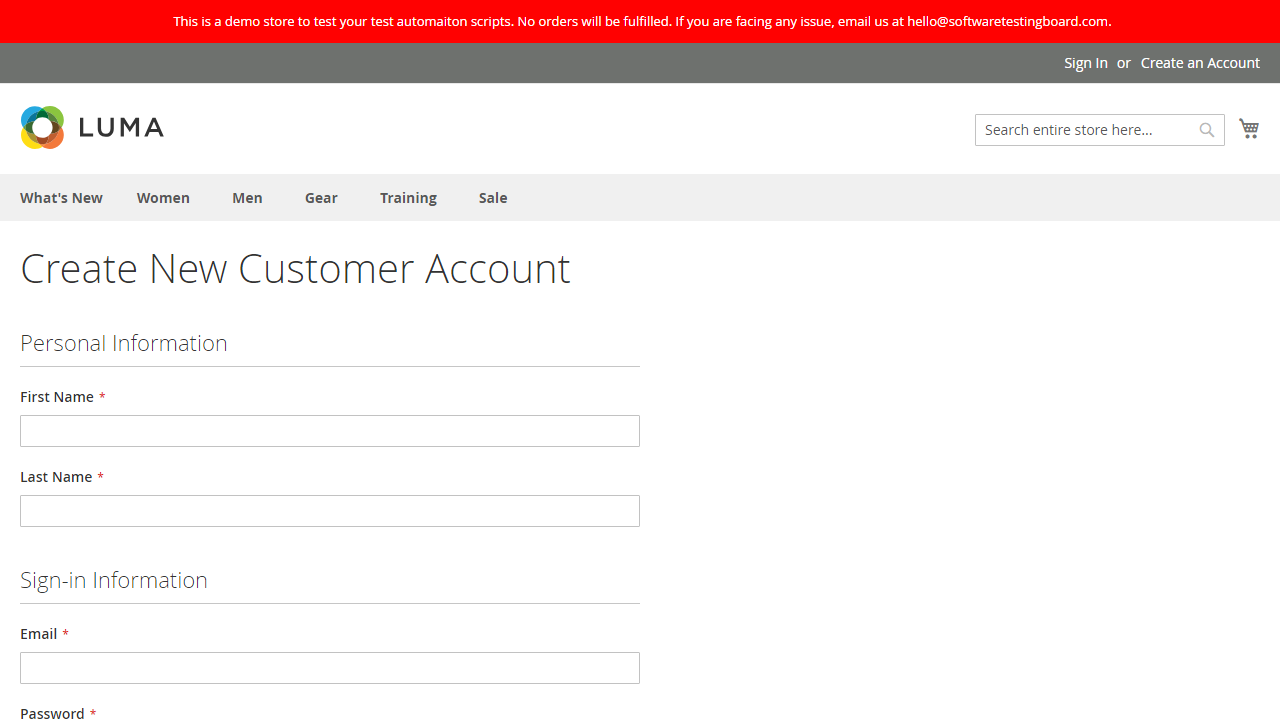 This is a demo store to test your test automaiton scripts. No orders will be fulfilled. If you are facing any issue, email us at hello@softwaretestingboard.com.
Sign In or Create an Account
LUMA
Search entire store here...
What's New Women Men Gear Training Sale
Create New Customer Account
Personal Information
First Name *
Last Name *
Sign-in Information
Email *
Password *